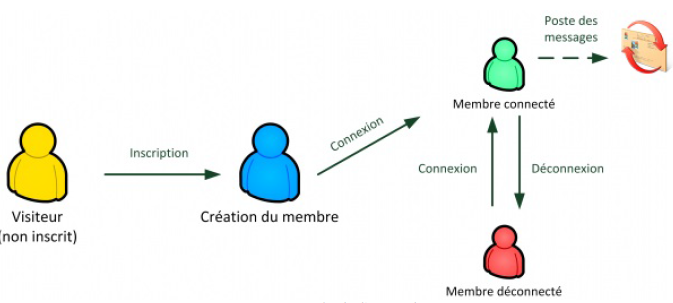 Poste des
messages
Membre connecté
Connexion
Inscription
Connexion
Déconnexion
Visiteur
(non inscrit)
Création du membre
Membre déconnecté